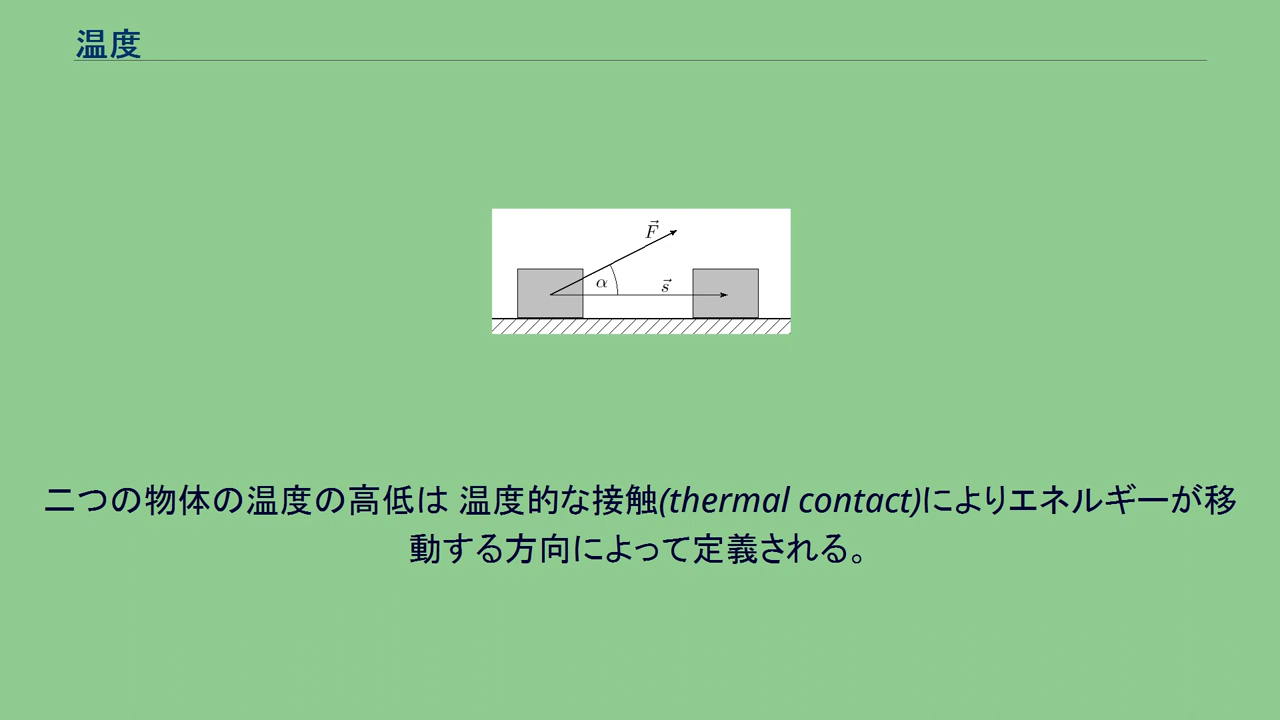 温度
F⃗
α
s⃗
二つの物体の温度の高低は 温度的な接触(thermal contact)によりエネルギーが移
動する方向によって定義される。